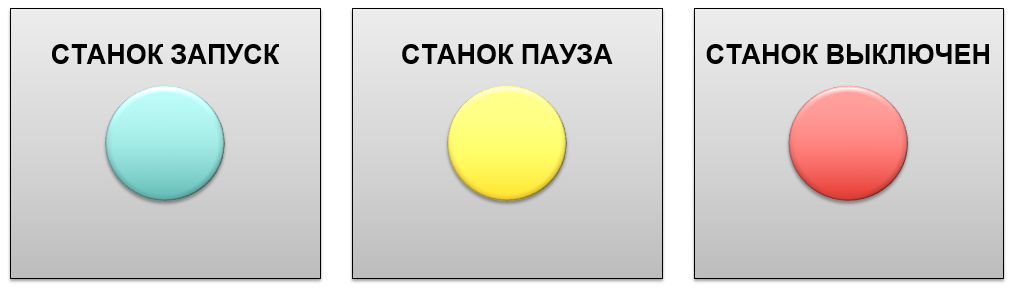 СТАНОК ЗАПУСК
СТАНОК ПАУЗА
СТАНОК ВЫКЛЮЧЕН